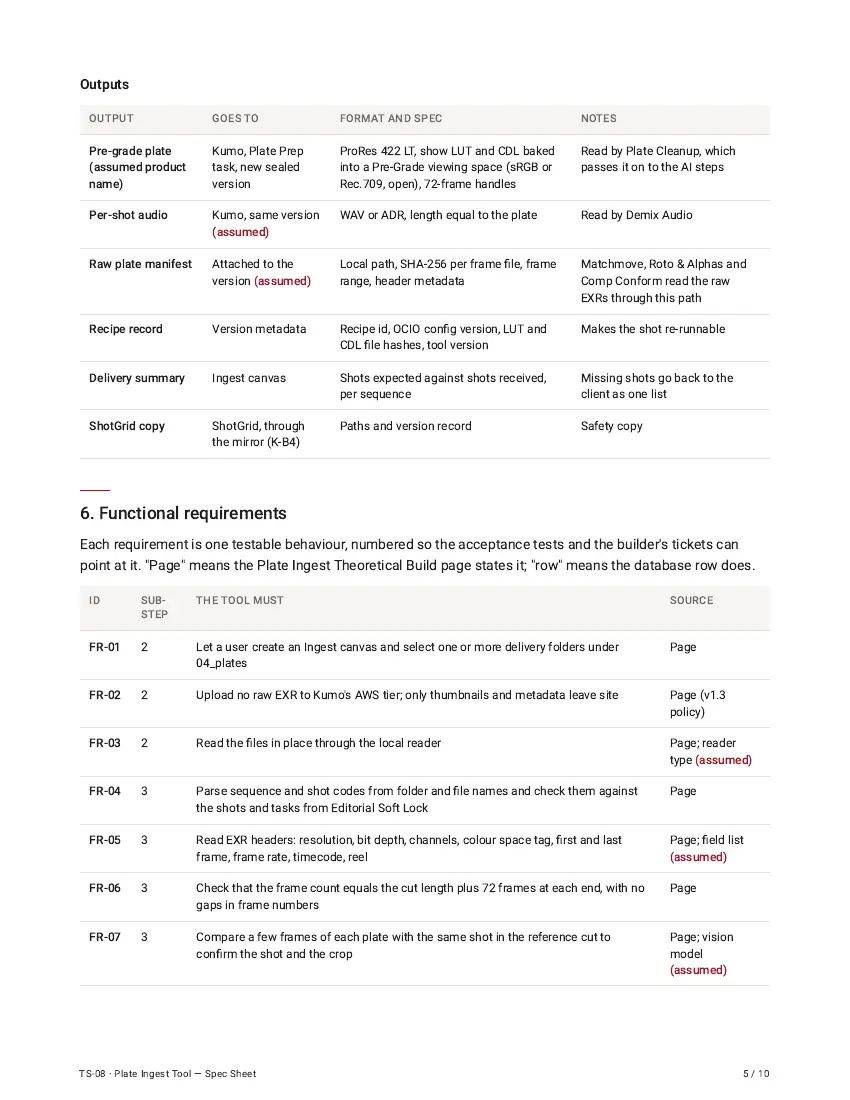 Outputs
OUTPUT GOES TO FORMAT AND SPEC NOTES
Pre-grade plate Kumo, Plate Prep ProRes 422 LT, show LUT and CDL baked Read by Plate Cleanup, which
(assumed product task, new sealed into a Pre-Grade viewing space (sRGB or passes it on to the AI steps
name) version Rec.709, open), 72-frame handles
Per-shot audio Kumo, same version WAV or ADR, length equal to the plate Read by Demix Audio
(assumed)
Raw plate manifest Attached to the Local path, SHA-256 per frame file, frame Matchmove, Roto & Alphas and
version (assumed) range, header metadata Comp Conform read the raw
EXRs through this path
Recipe record Version metadata Recipe id, OCIO config version, LUT and Makes the shot re-runnable
CDL file hashes, tool version
Delivery summary Ingest canvas Shots expected against shots received, Missing shots go back to the
per sequence client as one list
ShotGrid copy ShotGrid, through Paths and version record Safety copy
the mirror (K-B4)
6. Functional requirements
Each requirement is one testable behaviour, numbered so the acceptance tests and the builder's tickets can
point at it. "Page" means the Plate Ingest Theoretical Build page states it; "row" means the database row does.
ID SUB- THE TOOL MUST SOURCE
STEP
FR-01 2 Let a user create an Ingest canvas and select one or more delivery folders under Page
04_plates
FR-02 2 Upload no raw EXR to Kumo's AWS tier; only thumbnails and metadata leave site Page (v1.3
policy)
FR-03 2 Read the files in place through the local reader Page; reader
type (assumed)
FR-04 3 Parse sequence and shot codes from folder and file names and check them against Page
the shots and tasks from Editorial Soft Lock
FR-05 3 Read EXR headers: resolution, bit depth, channels, colour space tag, first and last Page; field list
frame, frame rate, timecode, reel (assumed)
FR-06 3 Check that the frame count equals the cut length plus 72 frames at each end, with no Page
gaps in frame numbers
FR-07 3 Compare a few frames of each plate with the same shot in the reference cut to Page; vision
confirm the shot and the crop model
(assumed)
TS-08 · Plate Ingest Tool — Spec Sheet 5 / 10